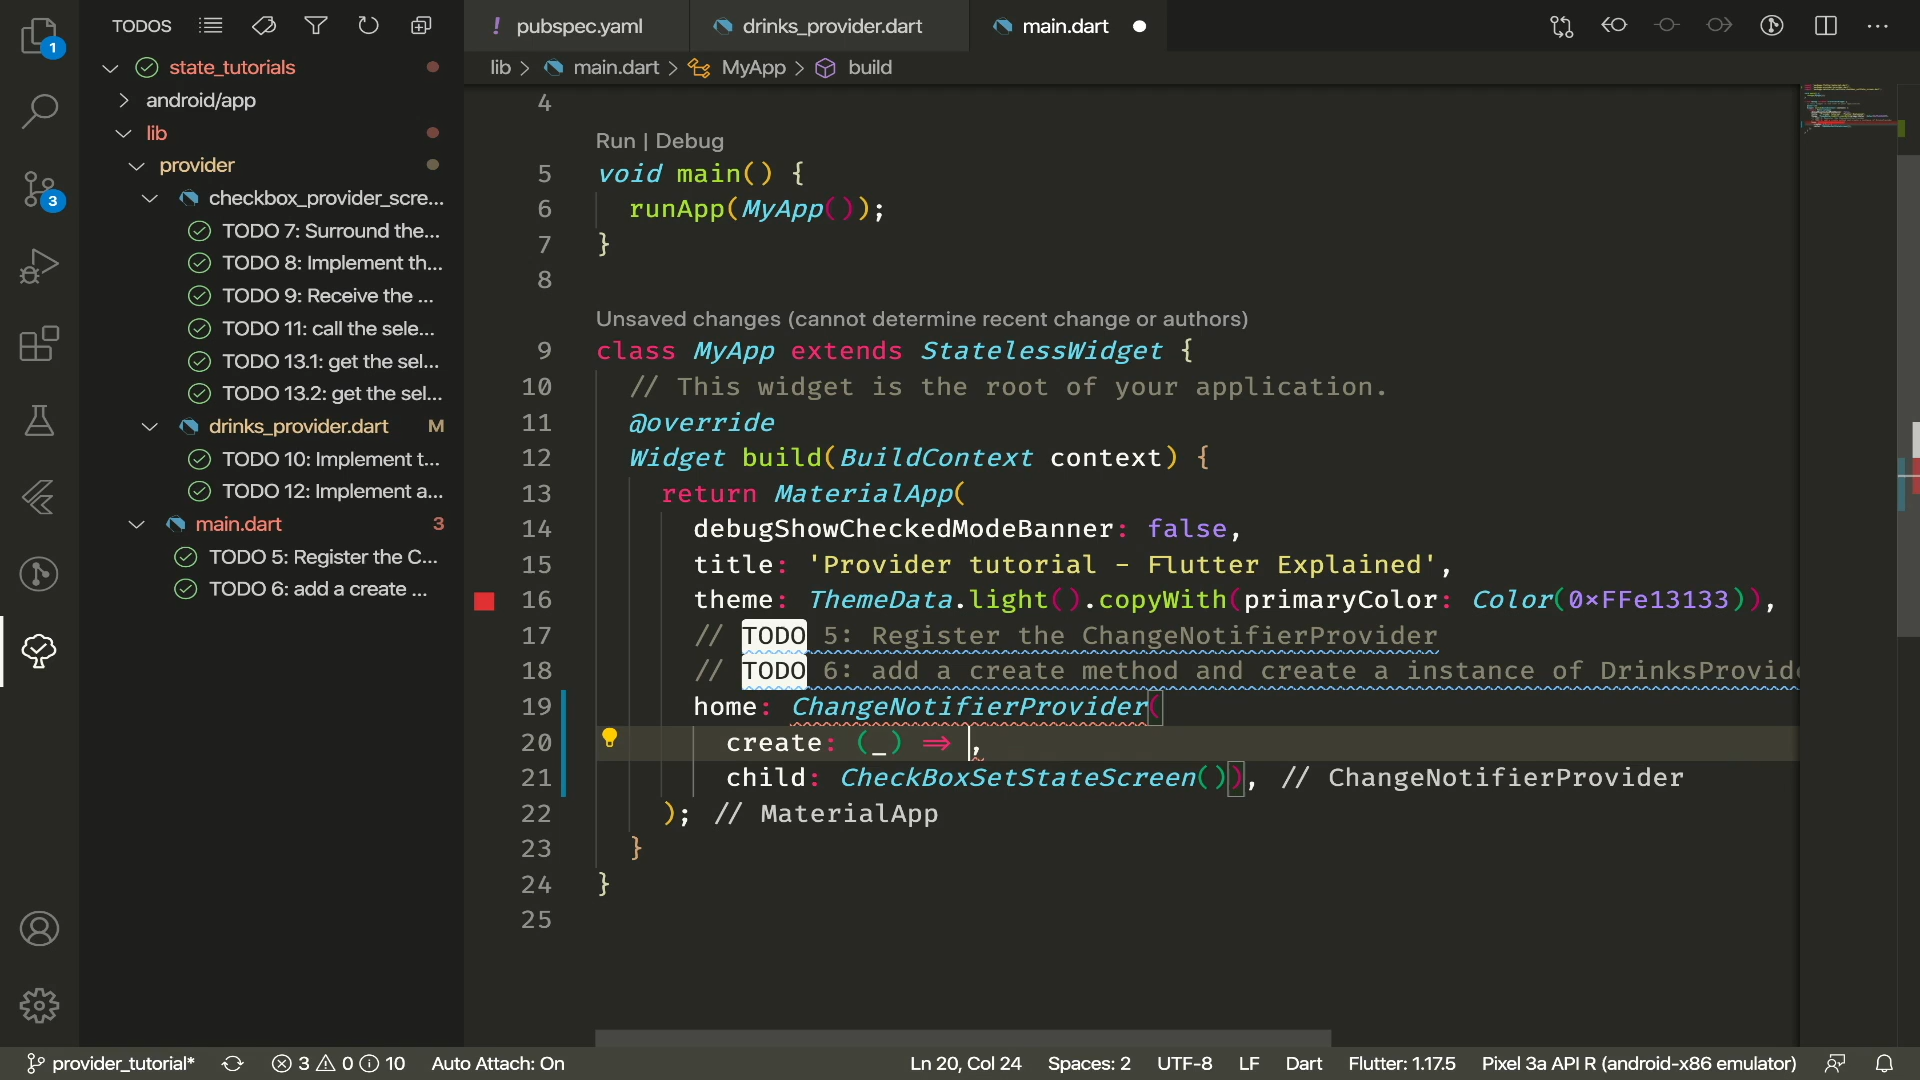 TODOS
1
3
state_tutorials
android/app
lib
provider
checkbox_provider_scre...
TODO 7: Surround the...
TODO 8: Implement th...
TODO 9: Receive the ...
TODO 11: call the sele...
TODO 13.1: get the sel...
TODO 13.2: get the sel...
drinks_provider.dart M
TODO 10: Implement t...
TODO 12: Implement a...
main.dart 3
TODO 5: Register the C...
TODO 6: add a create ...
! pubspec.yaml
drinks_provider.dart
main.dart
lib > main.dart > MyApp > build
4
Run | Debug
5 void main() {
6 runApp(MyApp());
7 }
8
Unsaved changes (cannot determine recent change or authors)
9 class MyApp extends StatelessWidget {
10 // This widget is the root of your application.
11 @override
12 Widget build(BuildContext context) {
13 return MaterialApp(
14 debugShowCheckedModeBanner: false,
15 title: 'Provider tutorial - Flutter Explained',
16 theme: ThemeData.light().copyWith(primaryColor: Color(0xFFe13133)),
17 // TODO 5: Register the ChangeNotifierProvider
18 // TODO 6: add a create method and create a instance of DrinksProvid
19 home: ChangeNotifierProvider(
20 create: (_) => ,
21 child: CheckBoxSetStateScreen()), // ChangeNotifierProvider
22 ); // MaterialApp
23 }
24 }
25
provider_tutorial* 3 0 10 Auto Attach: On Ln 20, Col 24 Spaces: 2 UTF-8 LF Dart Flutter: 1.17.5 Pixel 3a API R (android-x86 emulator)